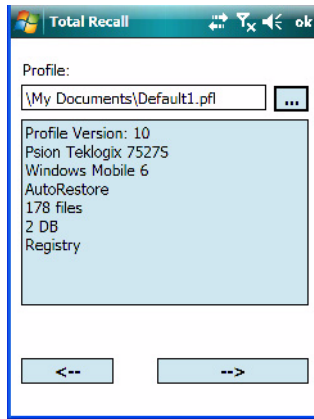 Total Recall ok
Profile:
\My Documents\Default1.pfl ...
Profile Version: 10
Psion Teklogix 7527S
Windows Mobile 6
AutoRestore
178 files
2 DB
Registry
<-- -->